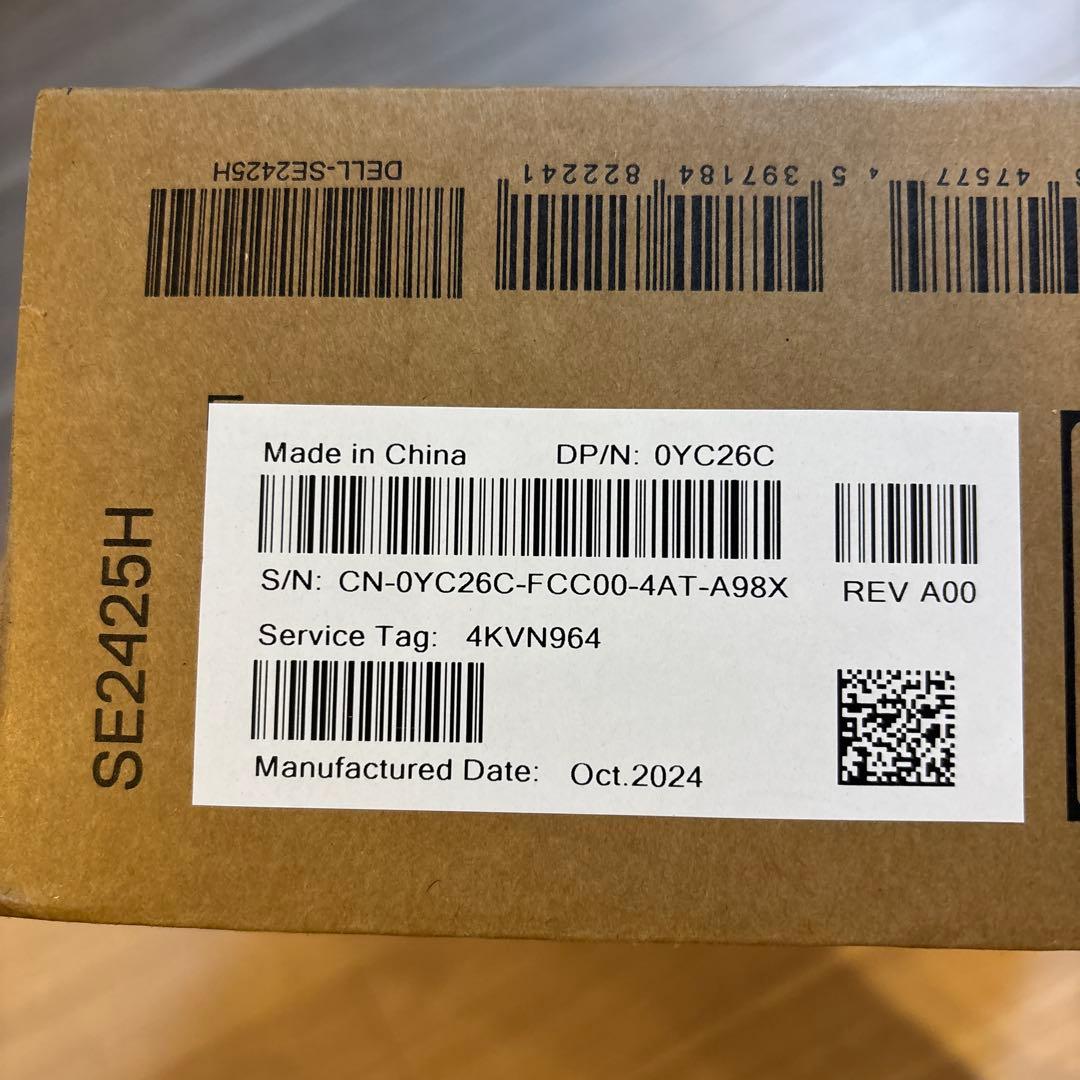 DELL-SE2425H
5 397184 822241
47577
SE2425H
Made in China DP/N: 0YC26C
S/N: CN-0YC26C-FCC00-4AT-A98X REV A00
Service Tag: 4KVN964
Manufactured Date: Oct.2024